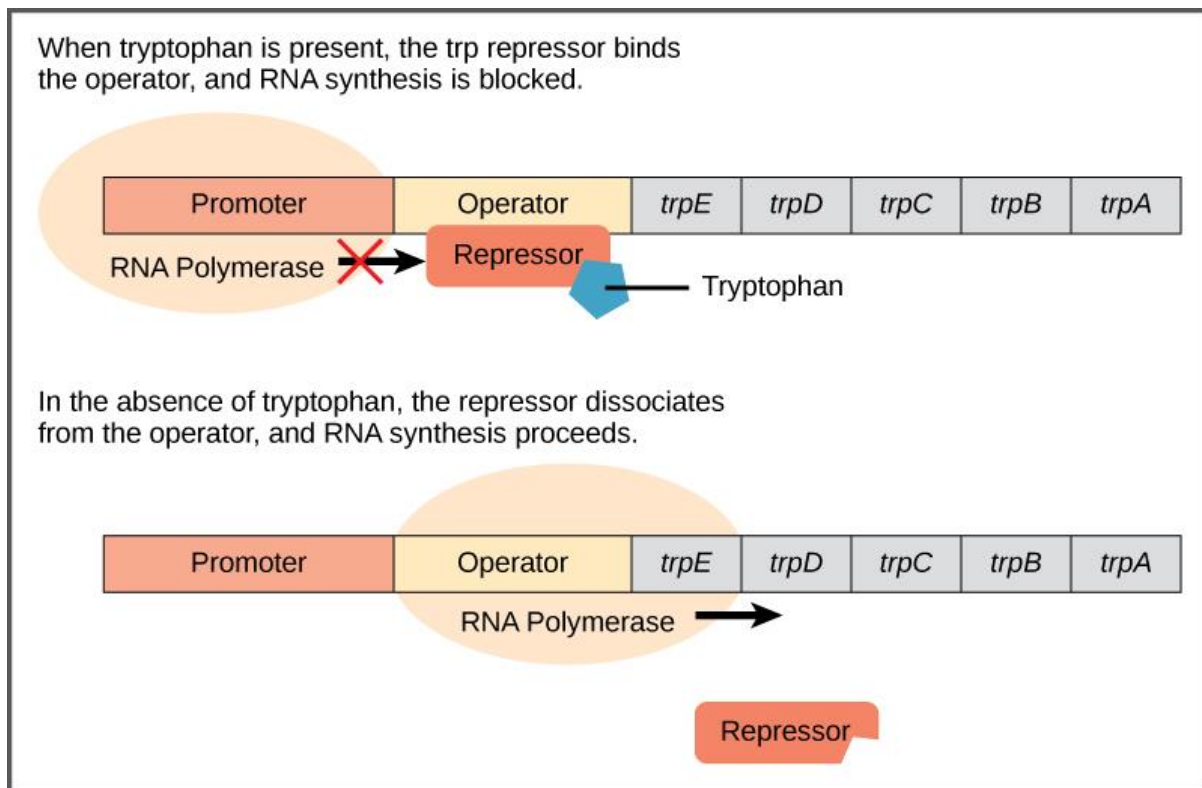 When tryptophan is present, the trp repressor binds
the operator, and RNA synthesis is blocked.
Promoter Operator trpE trpD trpC trpB trpA
RNA Polymerase Repressor
Tryptophan
In the absence of tryptophan, the repressor dissociates
from the operator, and RNA synthesis proceeds.
Promoter Operator trpE trpD trpC trpB trpA
RNA Polymerase
Repressor